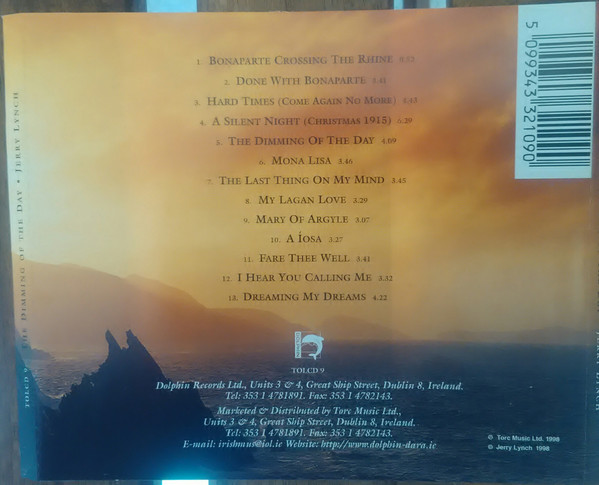 1. Bonaparte Crossing The Rhine
2. Done With Bonaparte 3.41
3. Hard Times (Come Again No More) 3.43
4. A Silent Night (Christmas 1915) 5.29
5. The Dimming Of The Day 4.09
6. Mona Lisa 3.46
7. The Last Thing On My Mind 3.45
8. My Lagan Love 3.29
9. Mary Of Argyle 3.07
10. A Íosa 3.27
11. Fare Thee Well 3.41
12. I Hear You Calling Me 3.32
13. Dreaming My Dreams 4.22
DOLPHIN
TOLCD 9
Dolphin Records Ltd., Units 3 & 4, Great Ship Street, Dublin 8, Ireland.
Tel: 353 1 4781891. Fax: 353 1 4782143.
Marketed & Distributed by Torc Music Ltd.,
Units 3 & 4, Great Ship Street, Dublin 8, Ireland.
Tel: 353 1 4781891. Fax: 353 1 4782143.
E-mail: irishmus@iol.ie Website: http://www.dolphin-dara.ie
℗ Torc Music Ltd. 1998
© Jerry Lynch 1998
5 099343 321090
TOLCD 9 The Dimming of the Day • Jerry Lynch